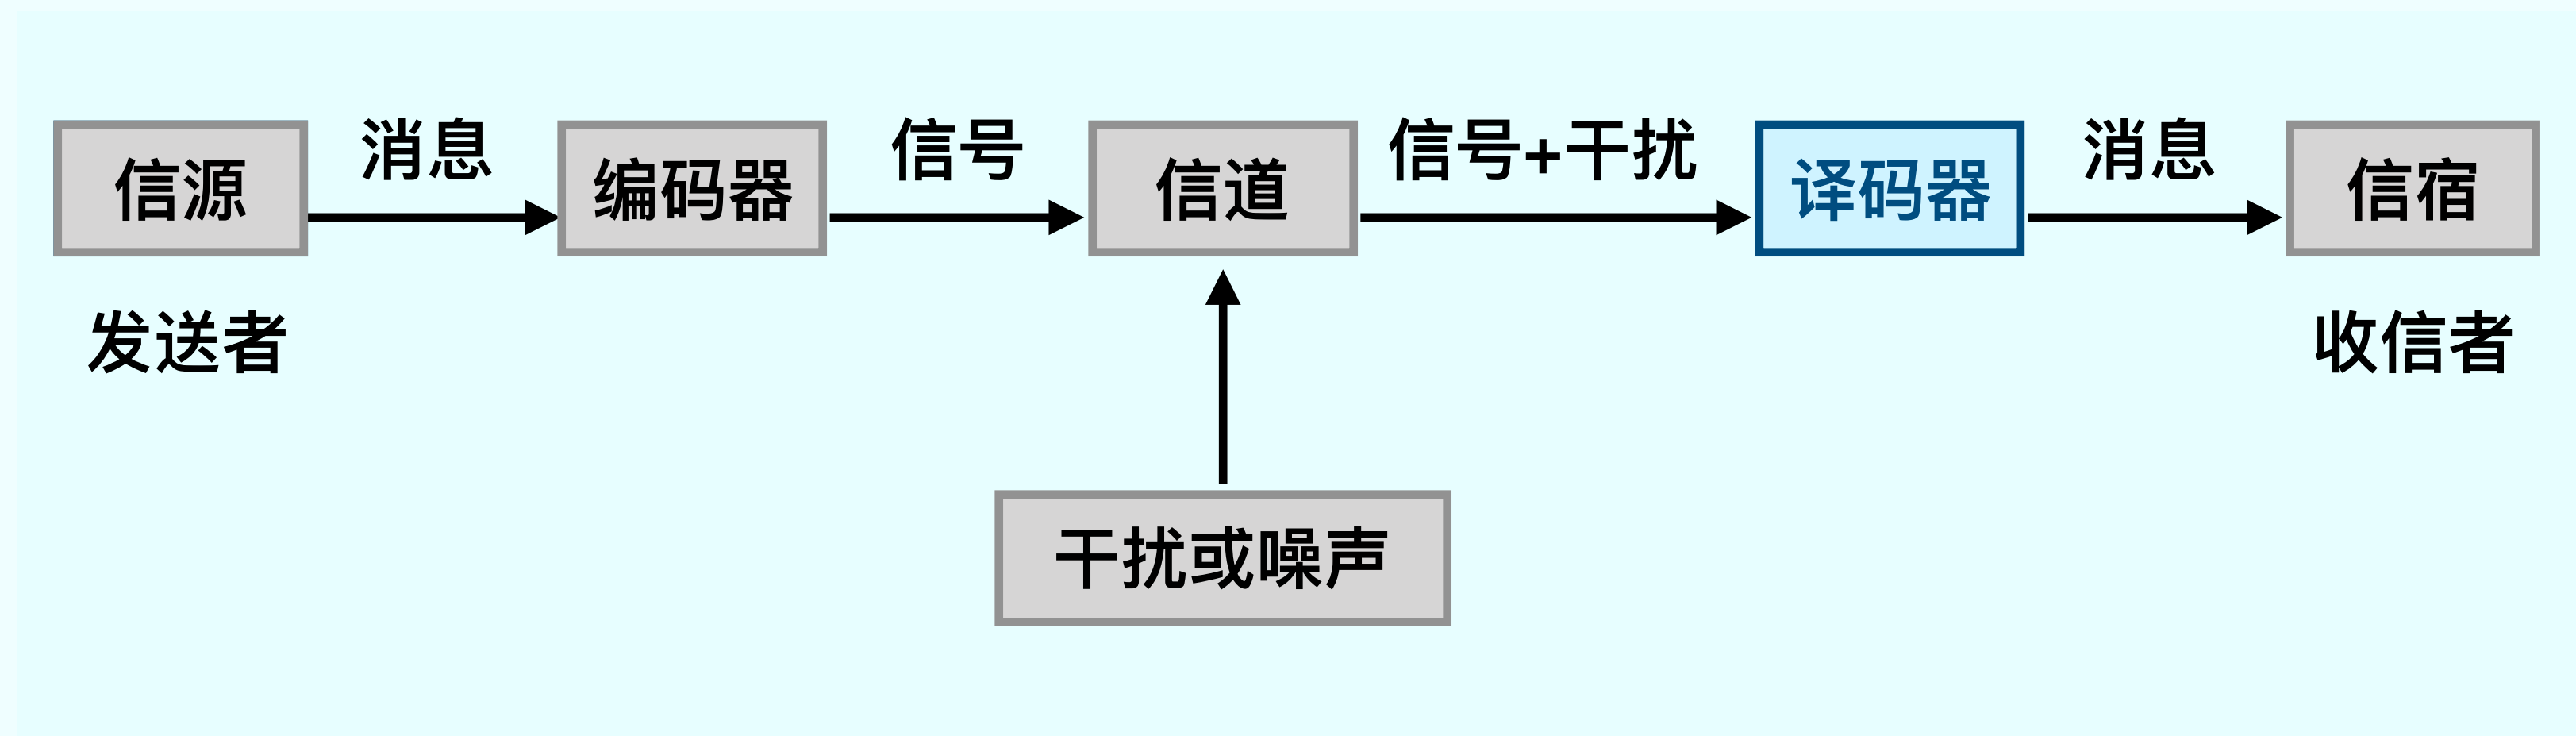 信源
消息
编码器
信号
信道
信号+干扰
译码器
消息
信宿
发送者
收信者
干扰或噪声